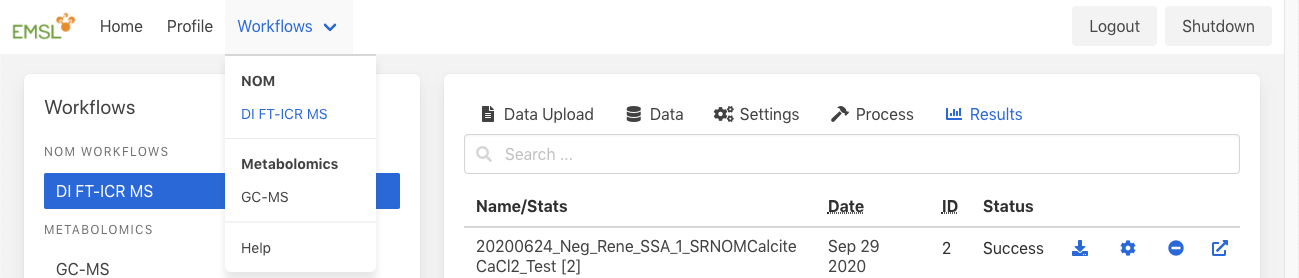 EMSL Home Profile Workflows Logout Shutdown
NOM
DI FT-ICR MS
Metabolomics
GC-MS
Help
Workflows
NOM WORKFLOWS
DI FT-ICR MS
METABOLOMICS
GC-MS
Data Upload Data Settings Process Results
Search ...
Name/Stats Date ID Status
20200624_Neg_Rene_SSA_1_SRNOMCalcite Sep 29 2 Success
CaCl2_Test [2] 2020